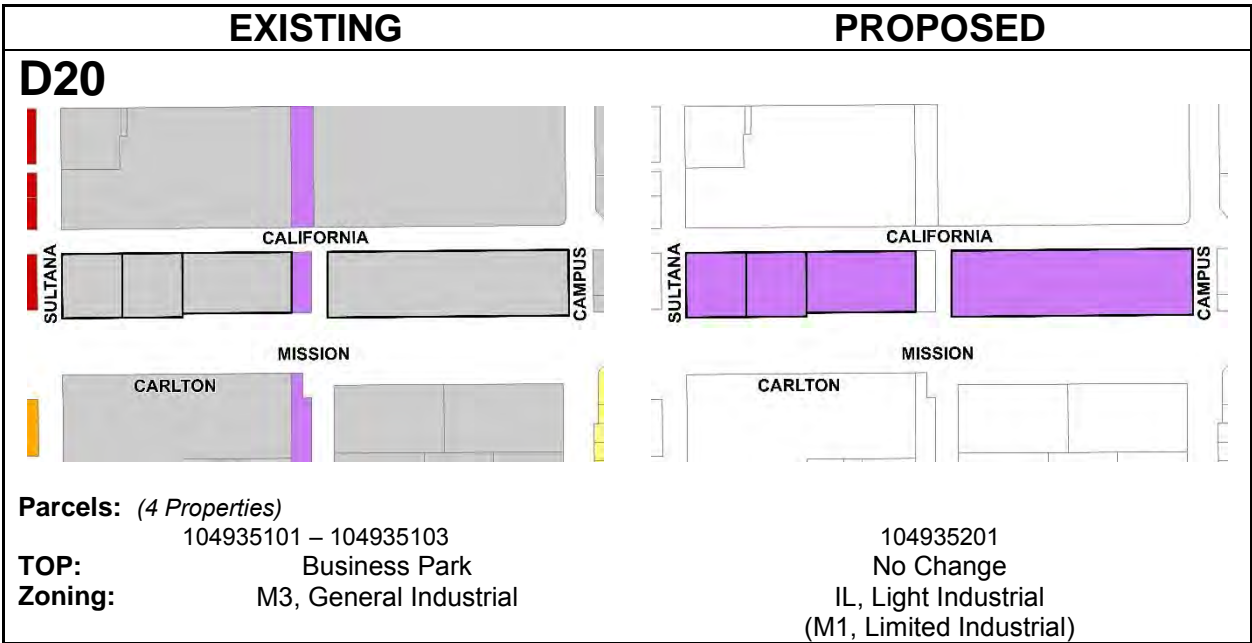 EXISTING PROPOSED
D20
CALIFORNIA
SULTANA
CAMPUS
MISSION
CARLTON
CALIFORNIA
SULTANA
CAMPUS
MISSION
CARLTON
Parcels: (4 Properties)
104935101 – 104935103 104935201
TOP: Business Park No Change
Zoning: M3, General Industrial IL, Light Industrial
(M1, Limited Industrial)